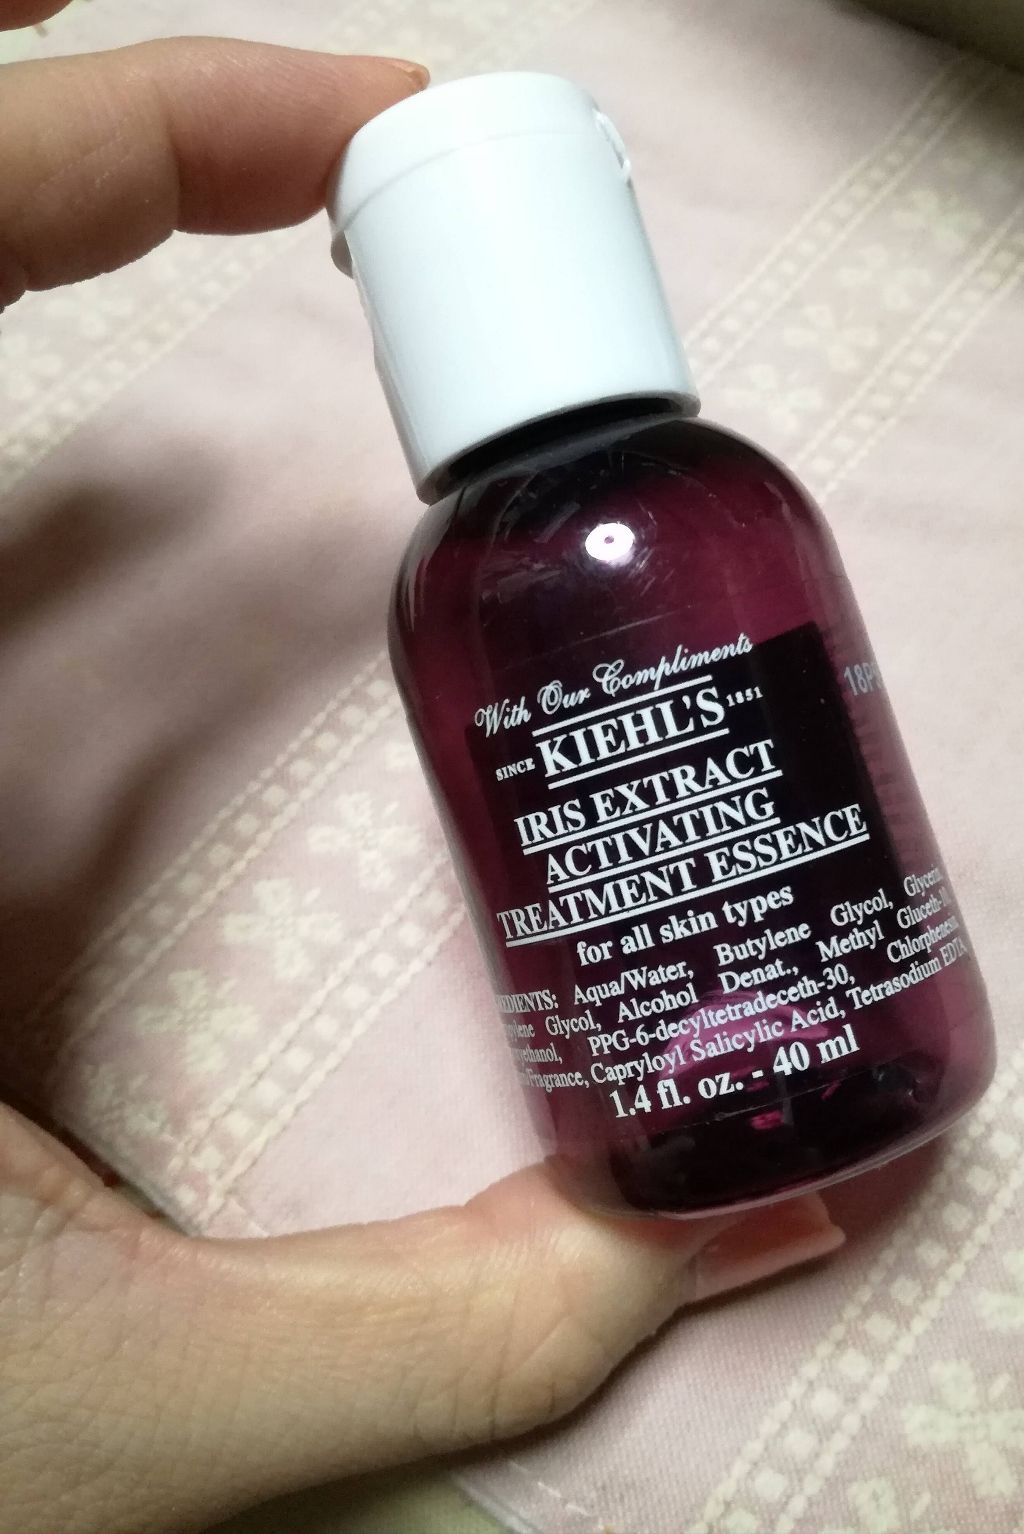 With Our Compliments
SINCE KIEHL'S 1851
IRIS EXTRACT
ACTIVATING
TREATMENT ESSENCE
for all skin types
Aqua/Water, Butylene Glycol,
Glycol, Alcohol Denat., Methyl Gluceth-10,
PPG-6-decyltetradeceth-30,
Fragrance, Capryloyl Salicylic Acid, Tetrasodium EDTA
1.4 fl. oz. - 40 ml